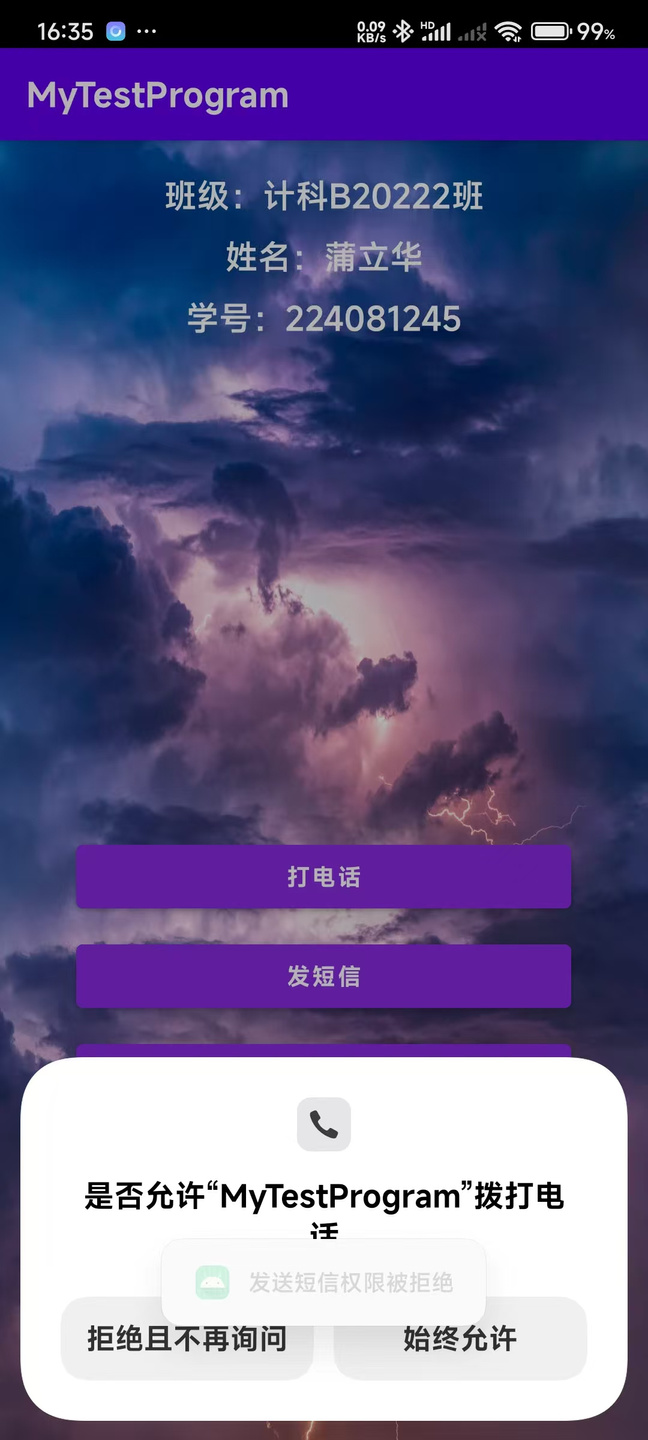 16:35
0.09
KB/s
HD
99%
MyTestProgram
班级：计科B20222班
姓名：蒲立华
学号：224081245
打电话
发短信
是否允许“MyTestProgram”拨打电
话
发送短信权限被拒绝
拒绝且不再询问
始终允许